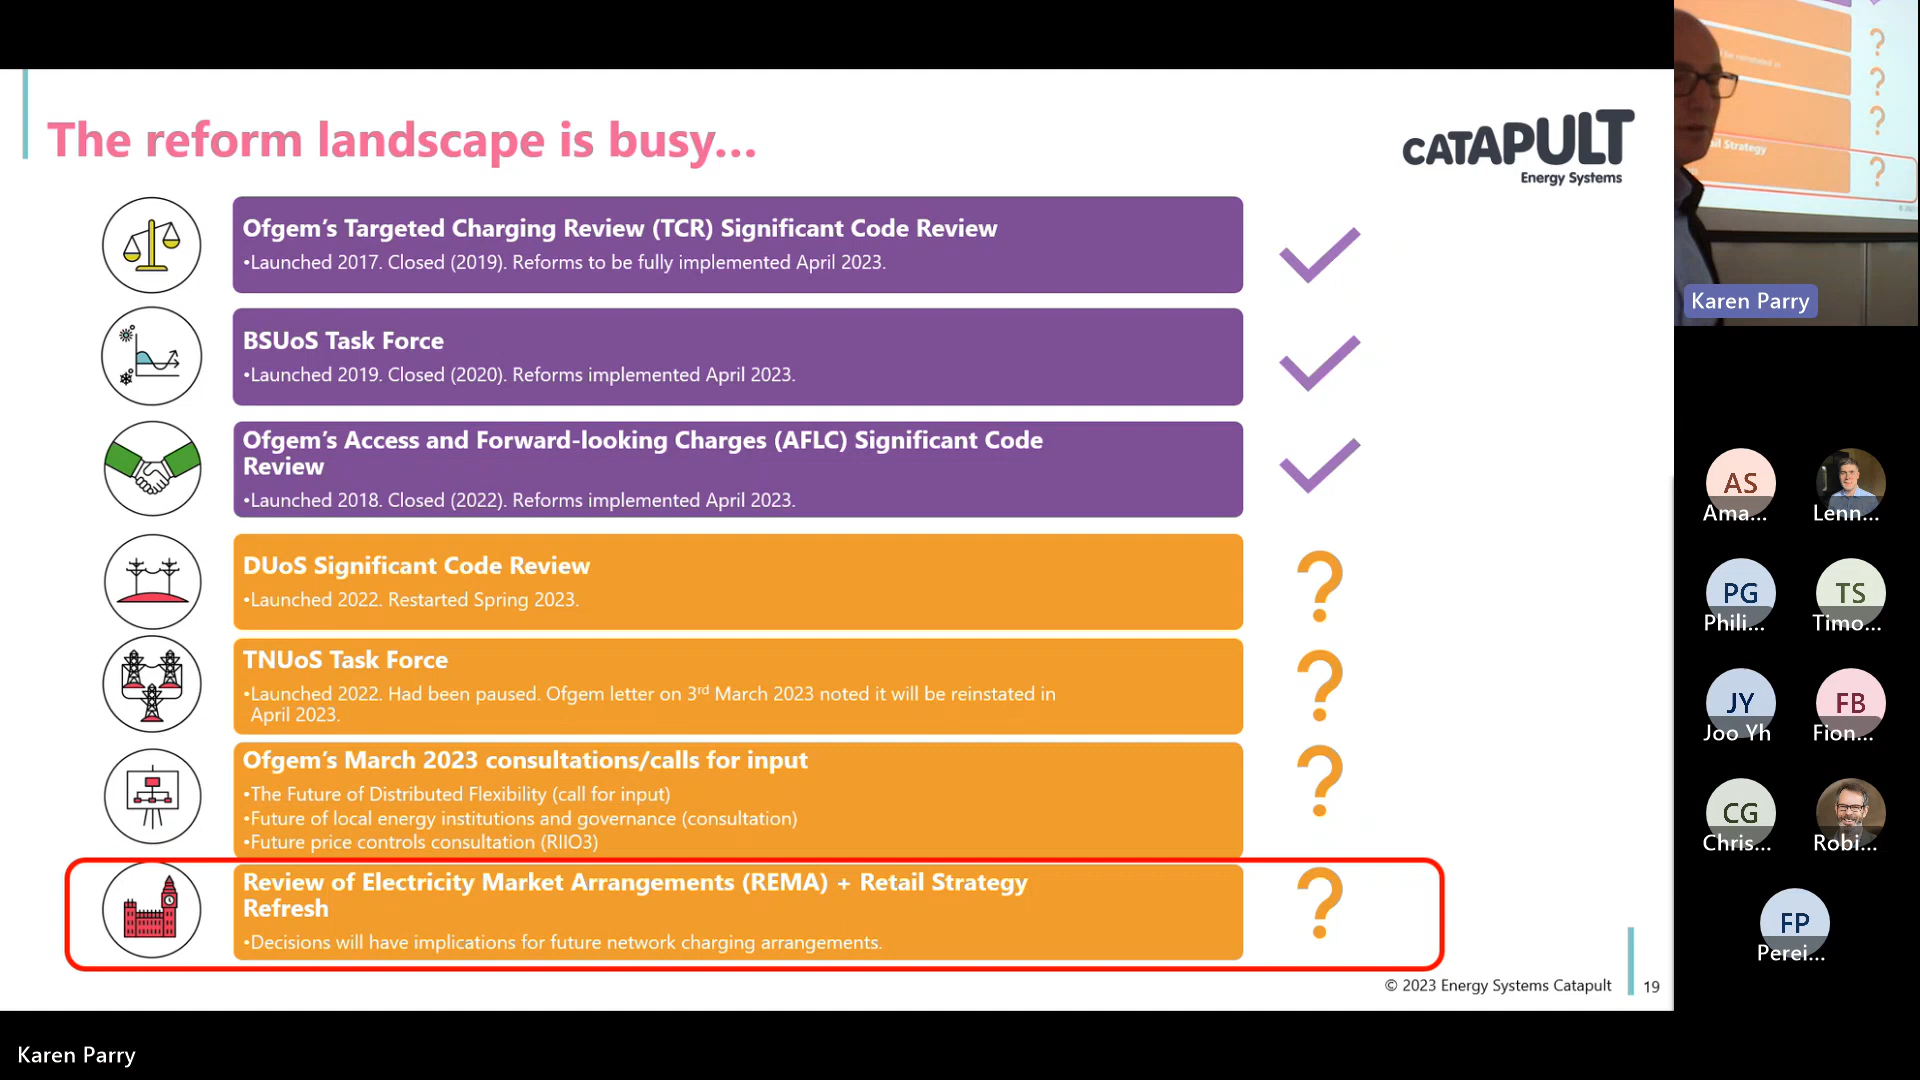 The reform landscape is busy...
CATAPULT
Energy Systems
Ofgem’s Targeted Charging Review (TCR) Significant Code Review
•Launched 2017. Closed (2019). Reforms to be fully implemented April 2023.
BSUoS Task Force
•Launched 2019. Closed (2020). Reforms implemented April 2023.
Ofgem’s Access and Forward-looking Charges (AFLC) Significant Code
Review
•Launched 2018. Closed (2022). Reforms implemented April 2023.
DUoS Significant Code Review
•Launched 2022. Restarted Spring 2023.
?
TNUoS Task Force
•Launched 2022. Had been paused. Ofgem letter on 3rd March 2023 noted it will be reinstated in
April 2023.
?
Ofgem’s March 2023 consultations/calls for input
•The Future of Distributed Flexibility (call for input)
•Future of local energy institutions and governance (consultation)
•Future price controls consultation (RIIO3)
?
Review of Electricity Market Arrangements (REMA) + Retail Strategy
Refresh
•Decisions will have implications for future network charging arrangements.
?
© 2023 Energy Systems Catapult
19
Karen Parry
?
?
?
Strategy
?
Karen Parry
AS
Ama...
Lenn...
PG
Phili...
TS
Timo...
JY
Joo Yh
FB
Fion...
CG
Chris...
Robi...
FP
Perei...